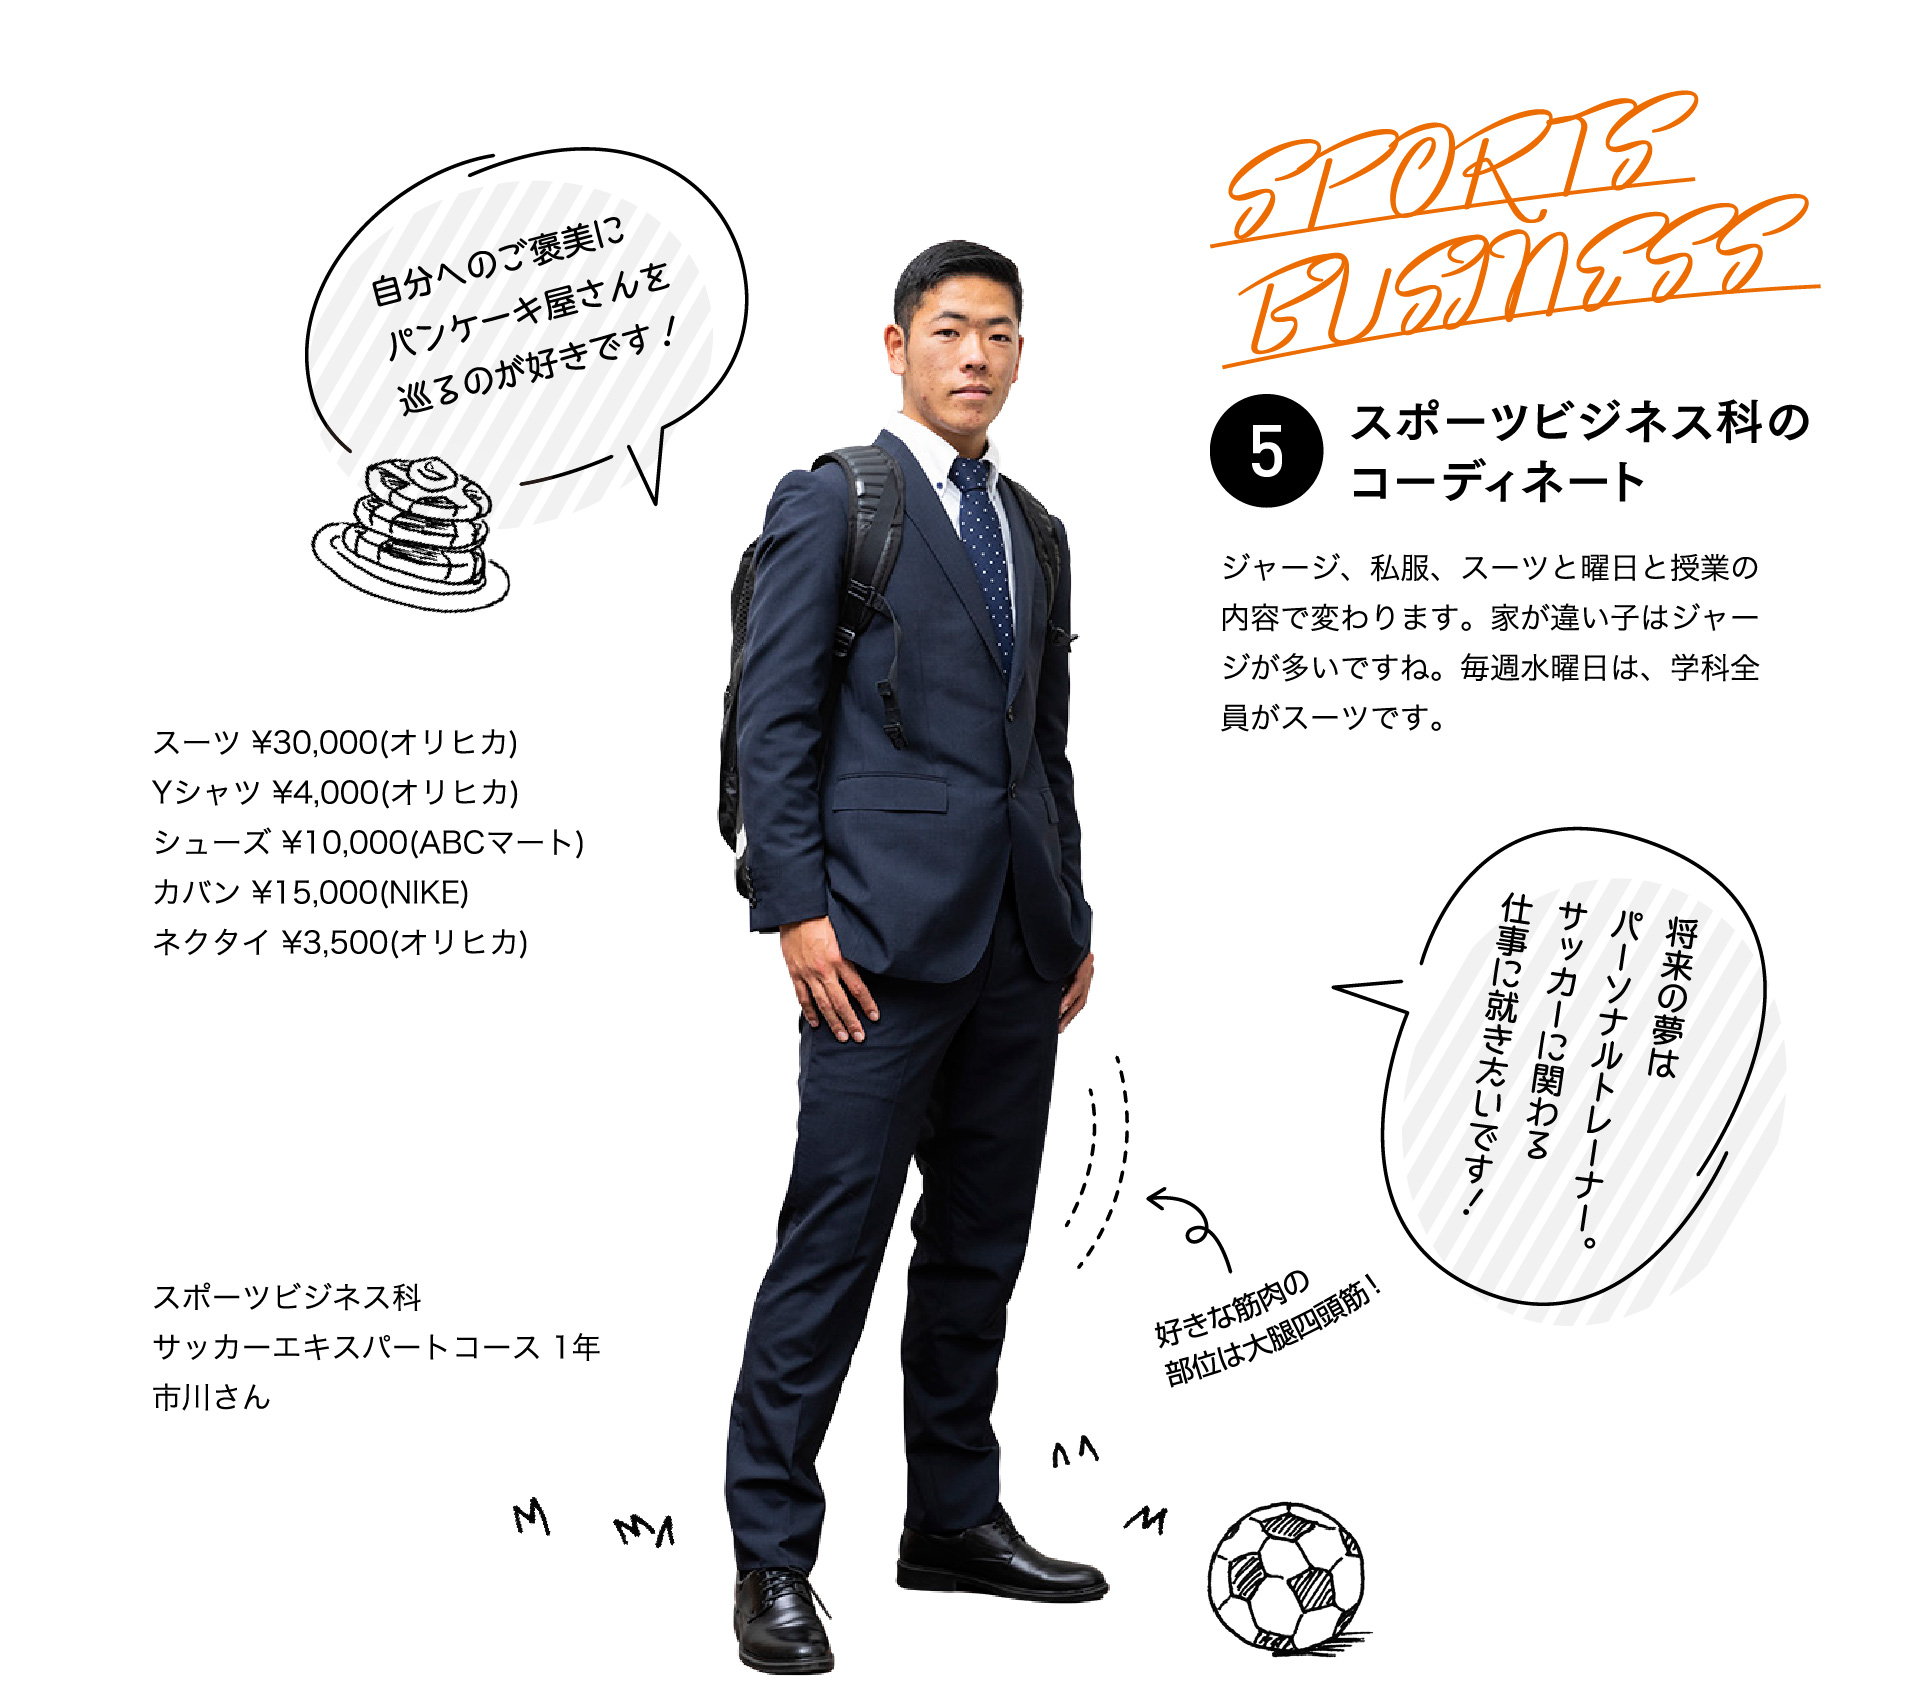 SPORTS
BUSINESS
5
スポーツビジネス科の
コーディネート
ジャージ、私服、スーツと曜日と授業の
内容で変わります。家が違い子はジャー
ジが多いですね。毎週水曜日は、学科全
員がスーツです。
自分へのご褒美に
パンケーキ屋さんを
巡るのが好きです！
スーツ ¥30,000(オリヒカ)
Yシャツ ¥4,000(オリヒカ)
シューズ ¥10,000(ABCマート)
カバン ¥15,000(NIKE)
ネクタイ ¥3,500(オリヒカ)
将来の夢は
パーソナルトレーナー。
サッカーに関わる
仕事に就きたいです！
好きな筋肉の
部位は大腿四頭筋！
スポーツビジネス科
サッカーエキスパートコース 1年
市川さん